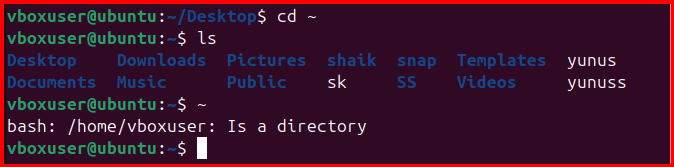 vboxuser@ubuntu:~/Desktop$ cd ~
vboxuser@ubuntu:~$ ls
Desktop    Downloads  Pictures  shaik  snap  Templates  yunus
Documents  Music      Public    sk     SS    Videos     yunuss
vboxuser@ubuntu:~$ ~
bash: /home/vboxuser: Is a directory
vboxuser@ubuntu:~$